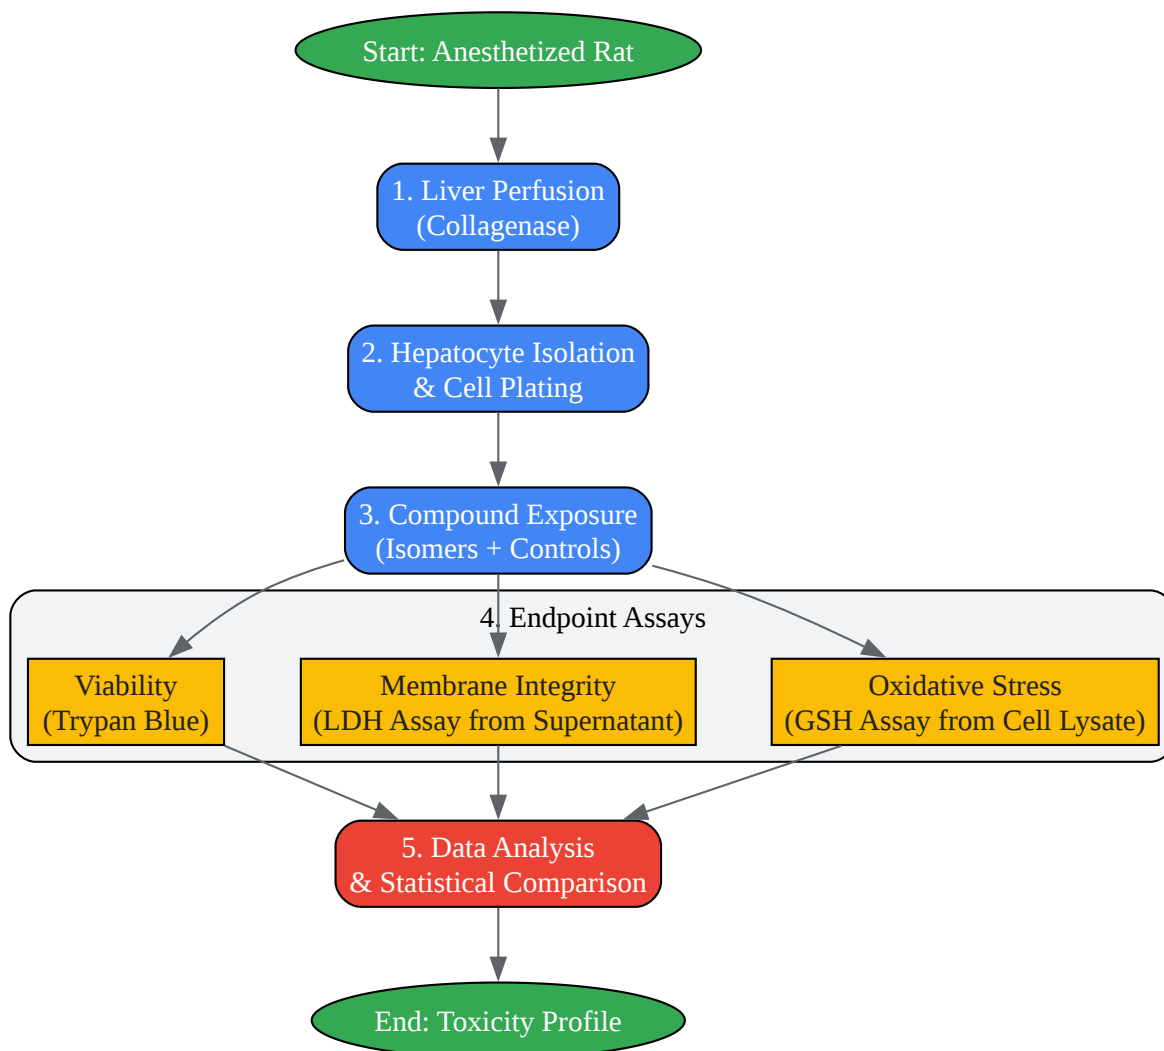 Start: Anesthetized Rat
1. Liver Perfusion
(Collagenase)
2. Hepatocyte Isolation
& Cell Plating
3. Compound Exposure
(Isomers + Controls)
4. Endpoint Assays
Viability
(Trypan Blue)
Membrane Integrity
(LDH Assay from Supernatant)
Oxidative Stress
(GSH Assay from Cell Lysate)
5. Data Analysis
& Statistical Comparison
End: Toxicity Profile